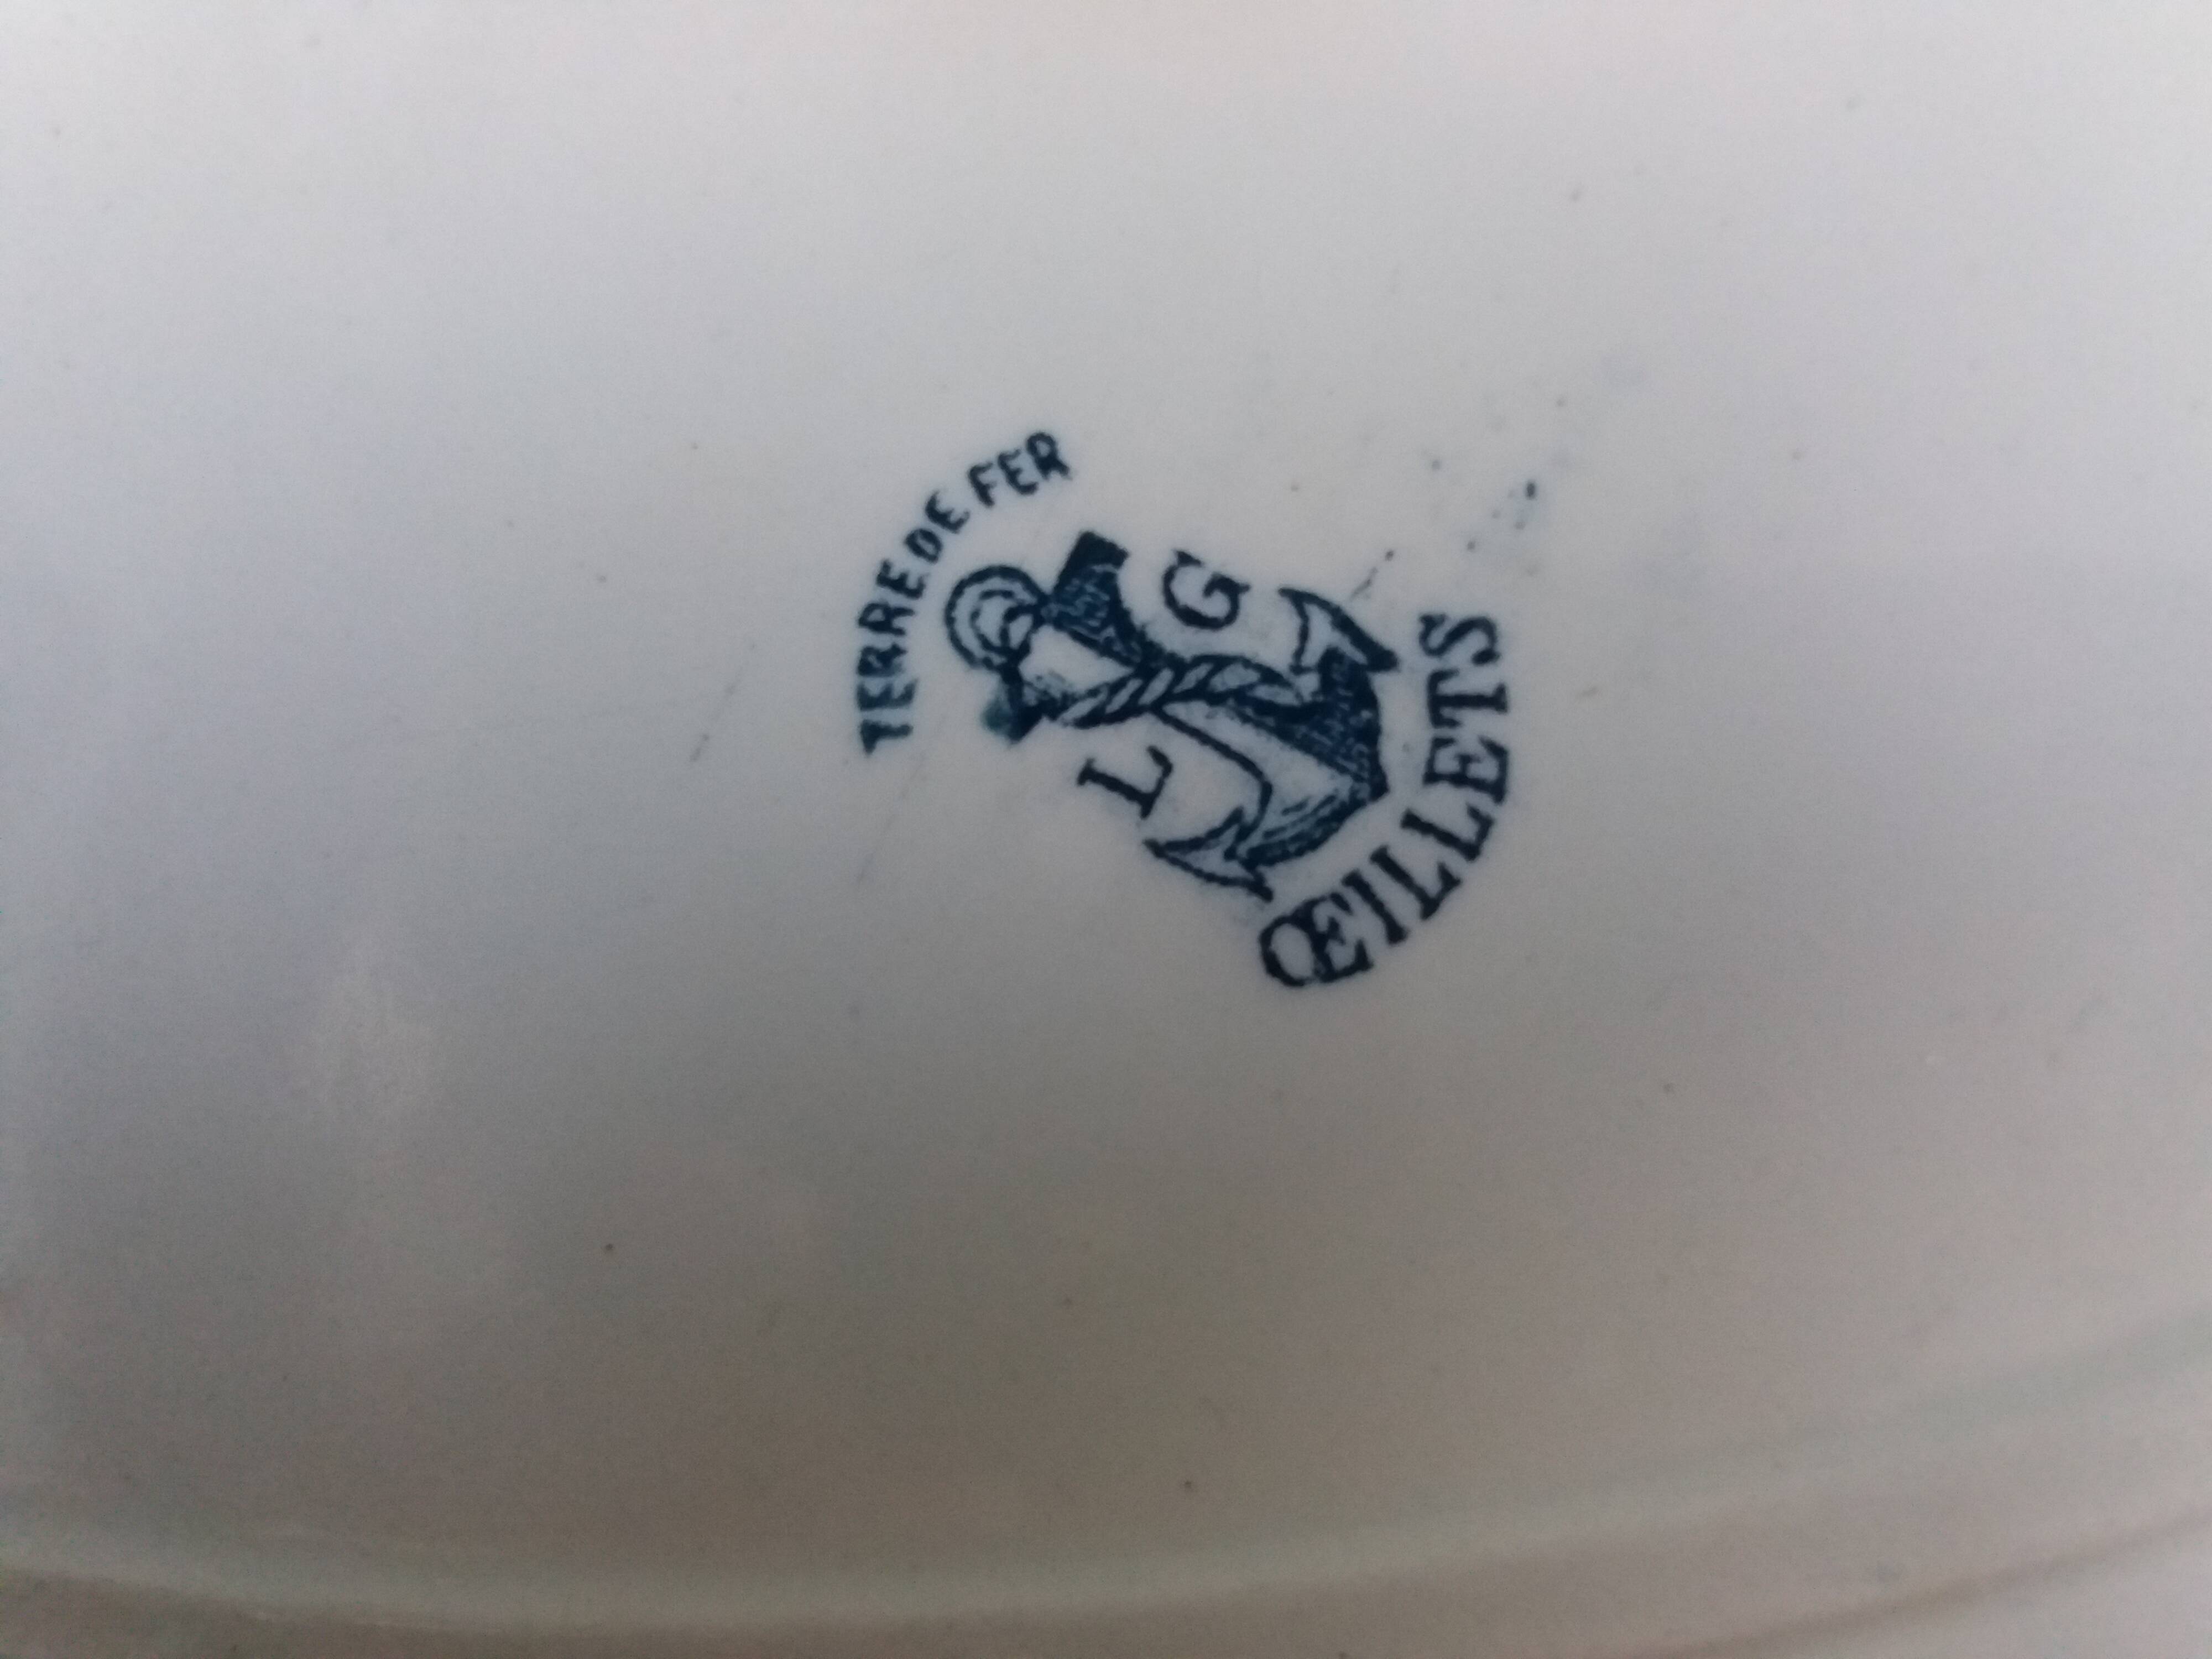 TERRE DE FER
L G
ŒILLETS